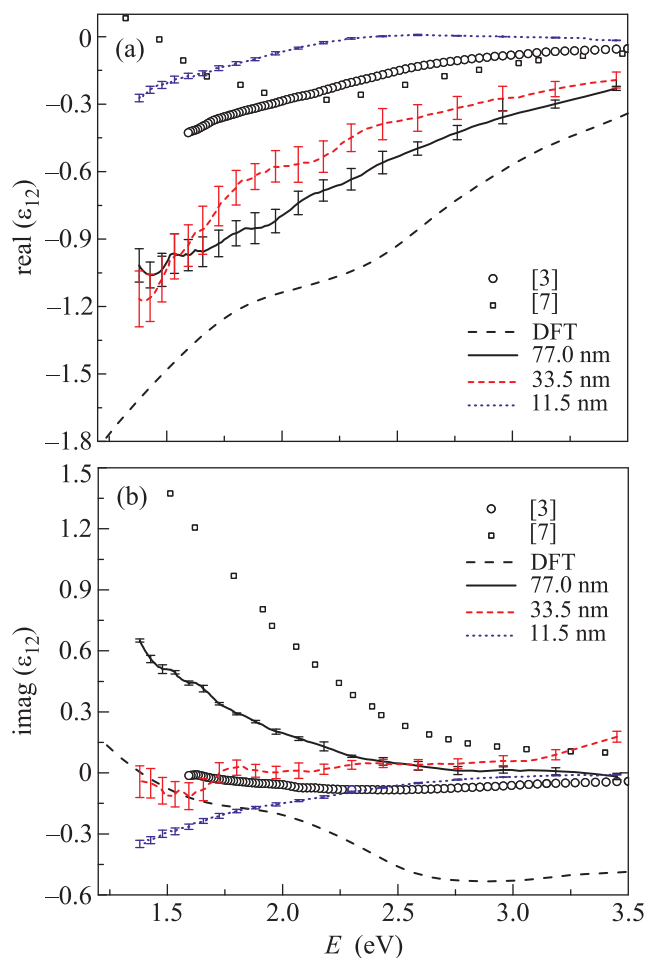 0
(a)
−0.3
−0.6
real (ε12)
−0.9
[3]
[7]
−1.2
DFT
77.0 nm
−1.5
33.5 nm
11.5 nm
−1.8
1.5
(b)
[3]
[7]
1.2
DFT
77.0 nm
0.9
33.5 nm
11.5 nm
imag (ε12)
0.6
0.3
0
−0.3
−0.6
1.5 2.0 2.5 3.0 3.5
E (eV)